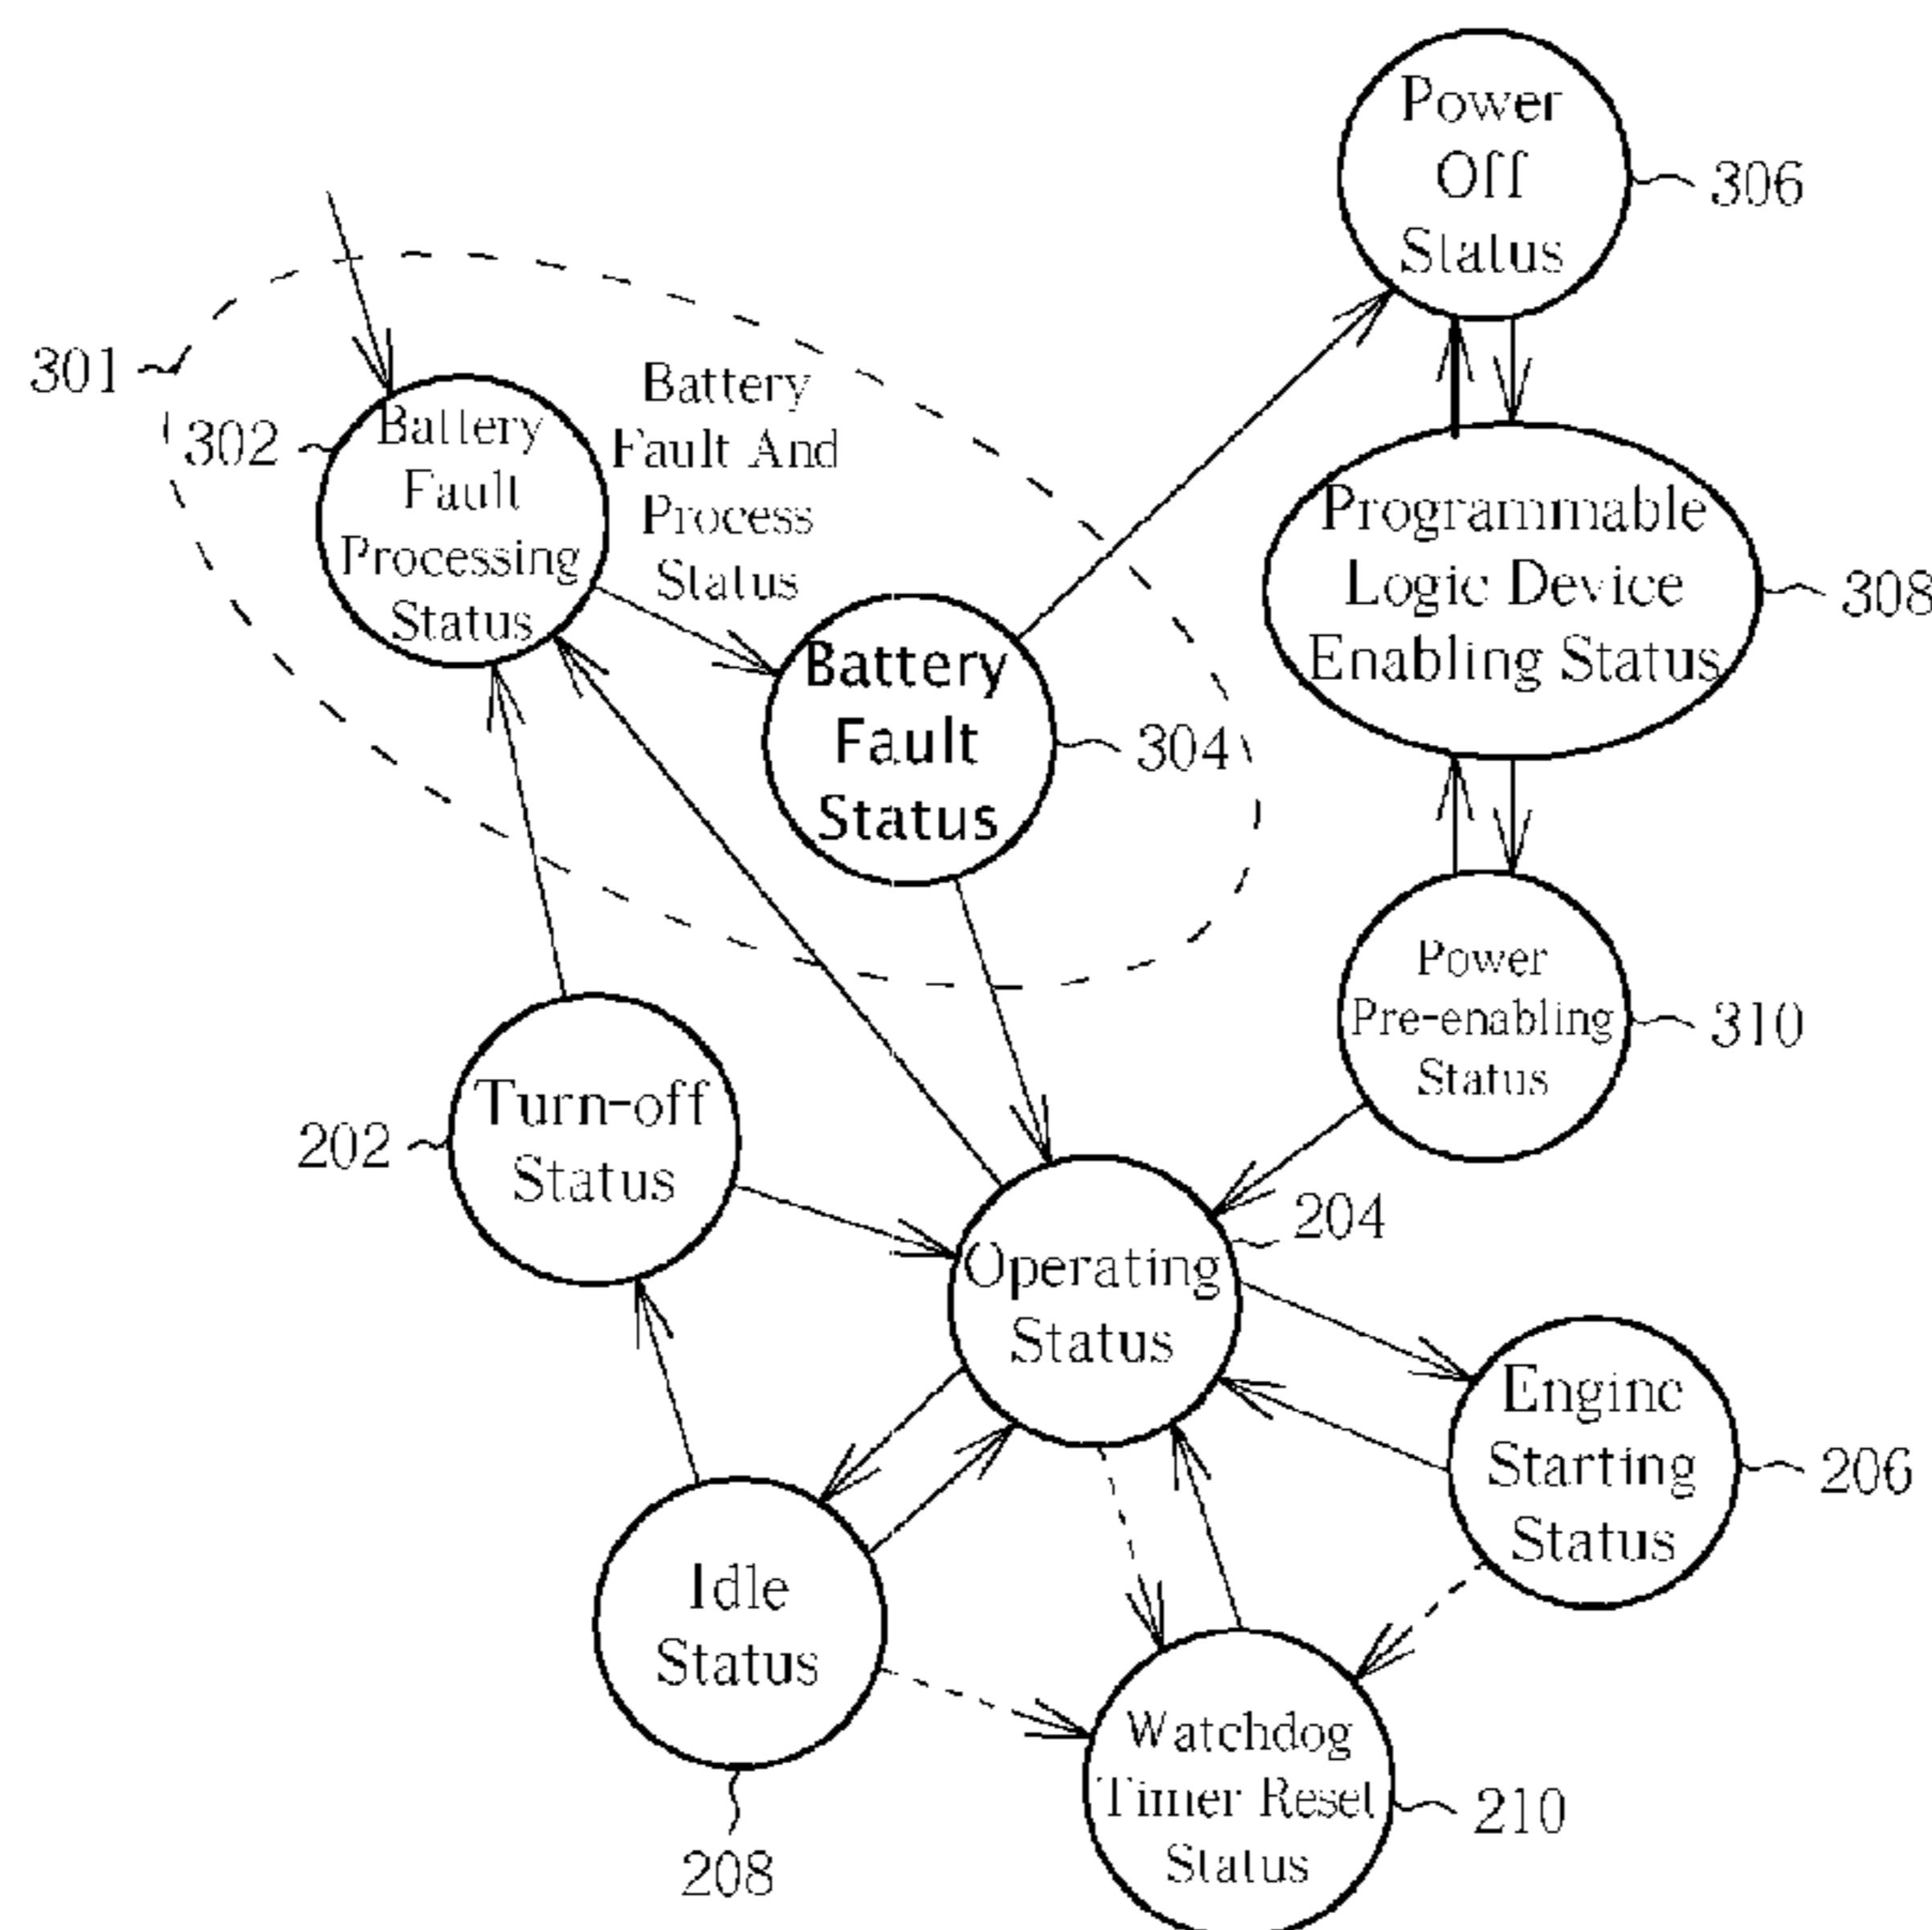 Power
Off
Status
306
301
302
Battery
Fault
Processing
Status
Battery
Fault And
Process
Status
Programmable
Logic Device
Enabling Status
308
Battery
Fault
Status
304
Power
Pre-enabling
Status
310
Turn-off
Status
202
204
Operating
Status
Engine
Starting
Status
206
Idle
Status
208
Watchdog
Timer Reset
Status
210